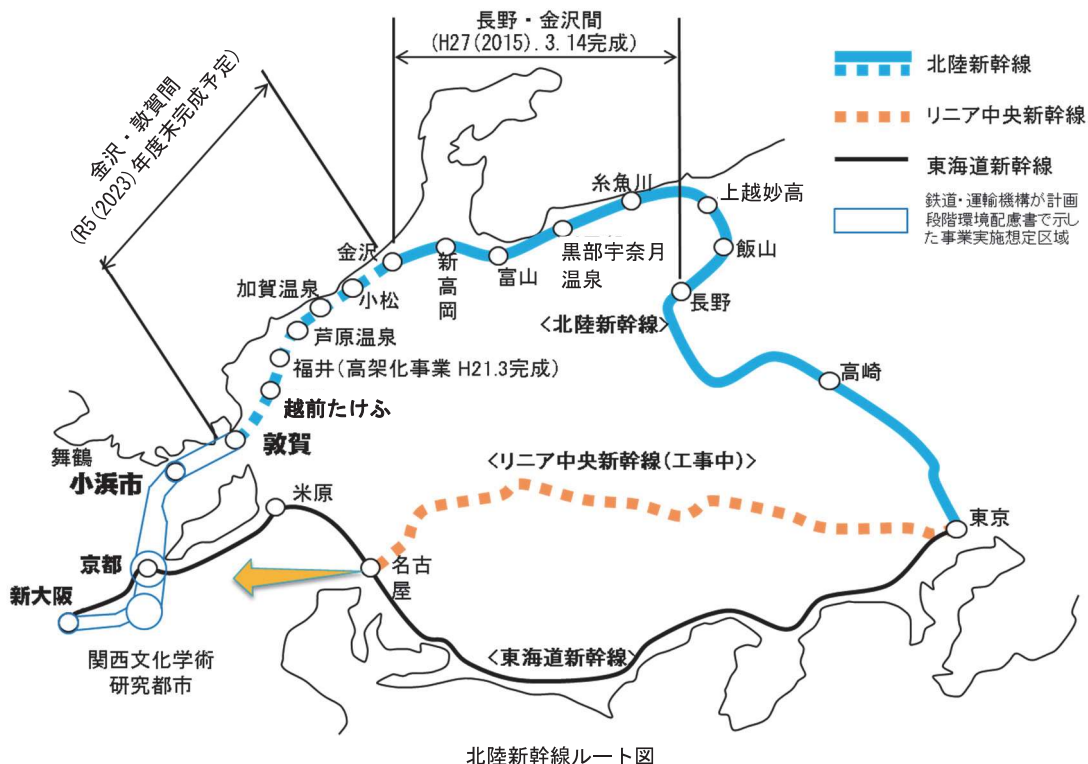 長野・金沢間
(H27(2015).3.14完成)
金沢・敦賀間
(R5(2023)年度末完成予定)
北陸新幹線
リニア中央新幹線
東海道新幹線
鉄道・運輸機構が計画
段階環境配慮書で示し
た事業実施想定区域
糸魚川
上越妙高
飯山
長野
黒部宇奈月
温泉
富山
新高岡
金沢
小松
加賀温泉
芦原温泉
福井(高架化事業 H21.3完成)
越前たけふ
敦賀
<北陸新幹線>
高崎
東京
舞鶴
小浜市
米原
<リニア中央新幹線(工事中)>
京都
名古
屋
新大阪
関西文化学術
研究都市
<東海道新幹線>
北陸新幹線ルート図